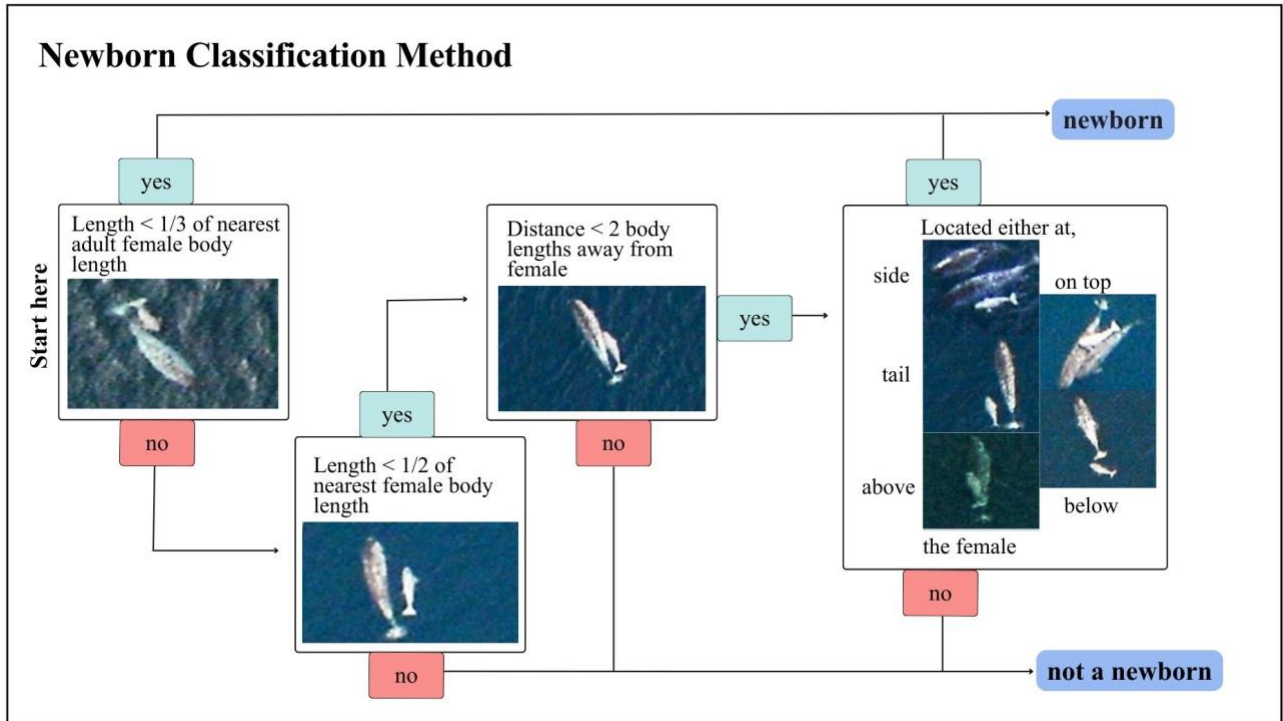 Newborn Classification Method
newborn
yes
yes
Start here
Length < 1/3 of nearest
adult female body
length
no
yes
Length < 1/2 of
nearest female body
length
no
Distance < 2 body
lengths away from
female
yes
no
Located either at,
side
on top
tail
above
below
the female
no
not a newborn